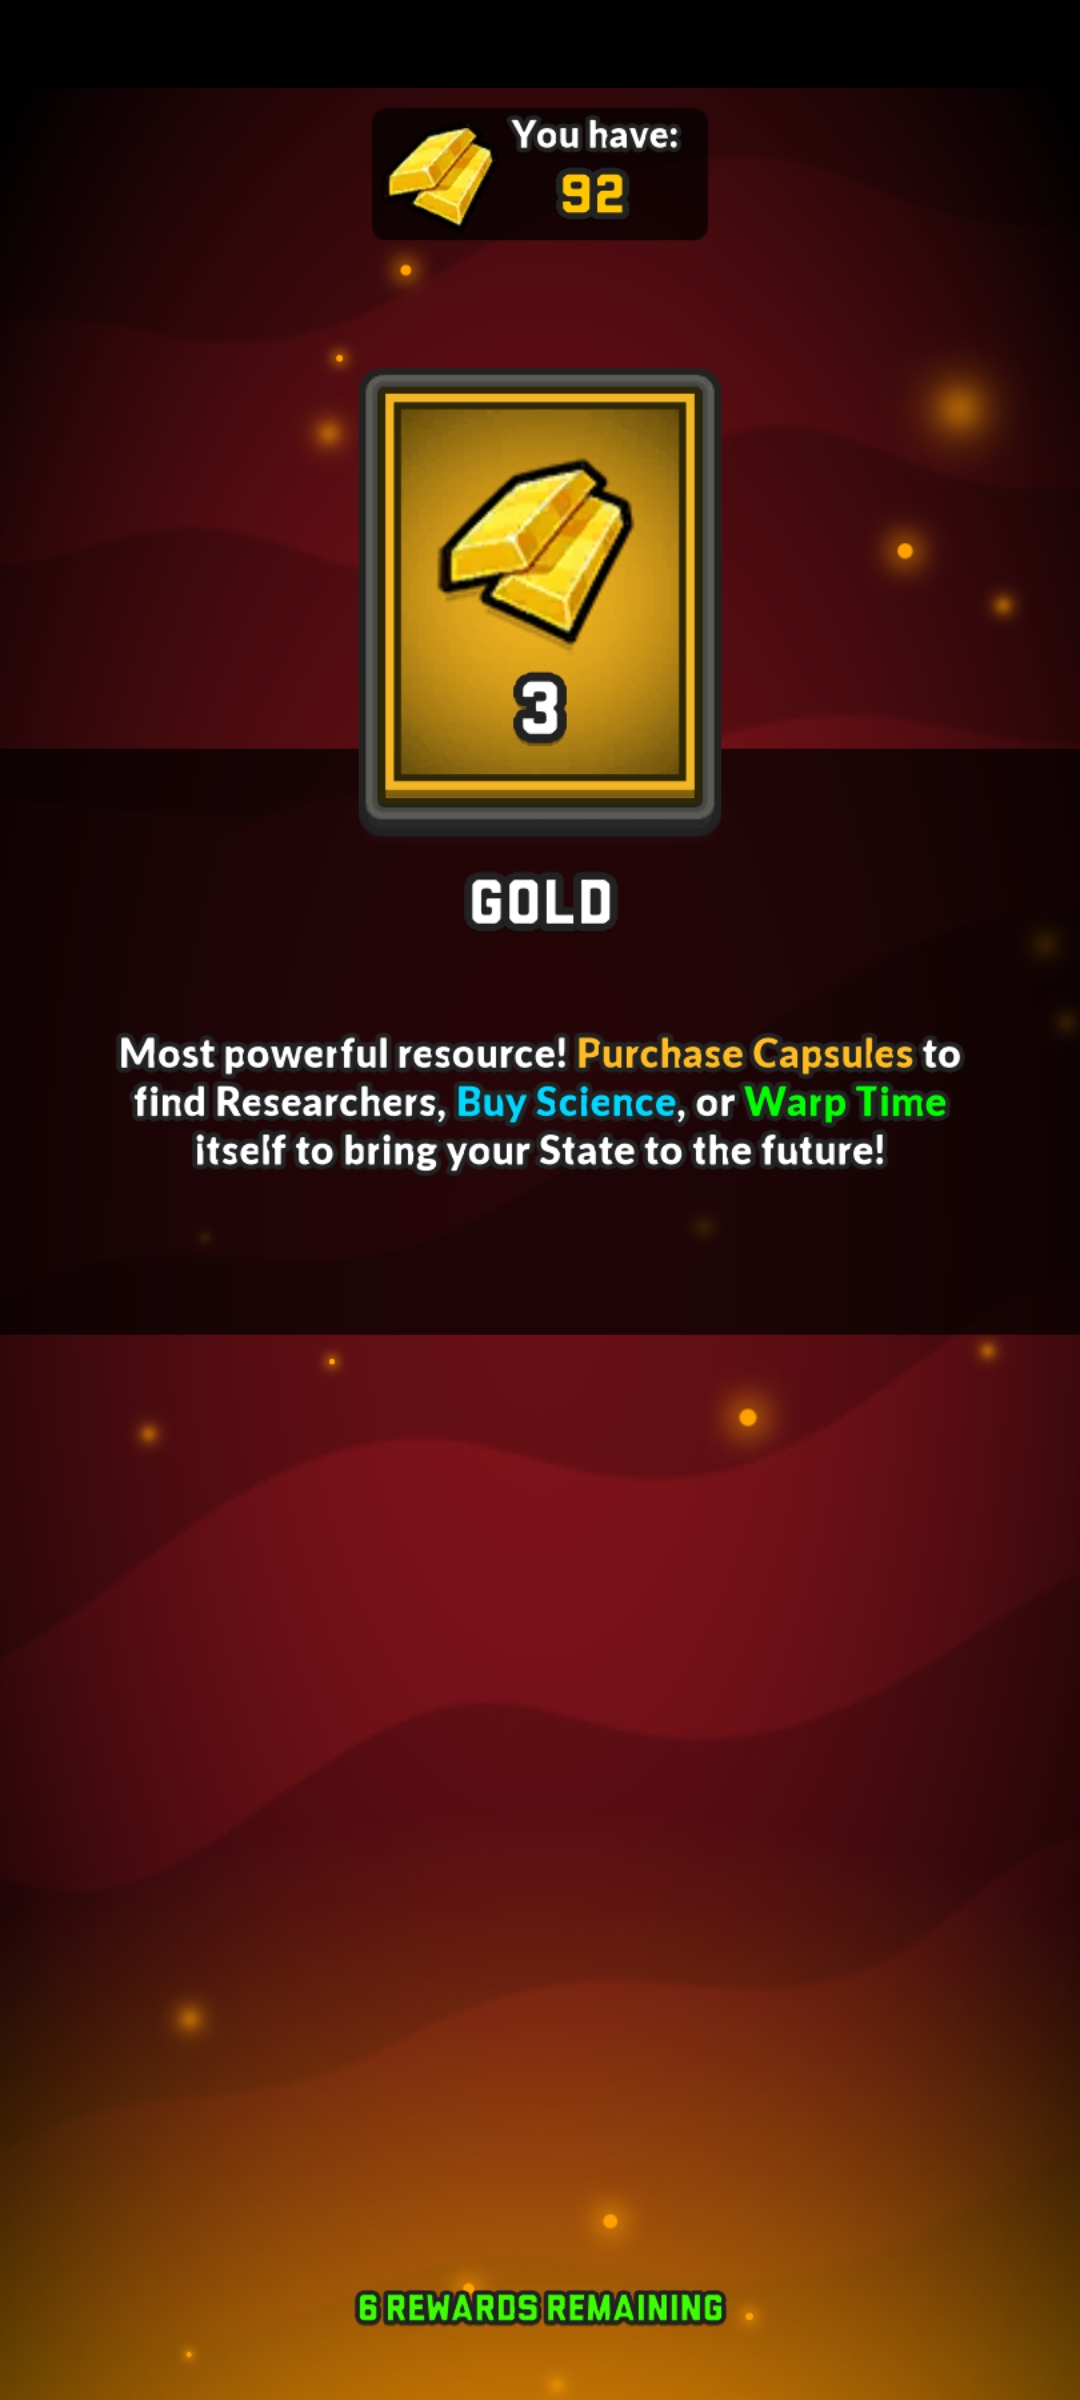 You have:
92
3
GOLD
Most powerful resource! Purchase Capsules to
find Researchers, Buy Science, or Warp Time
itself to bring your State to the future!
6 REWARDS REMAINING